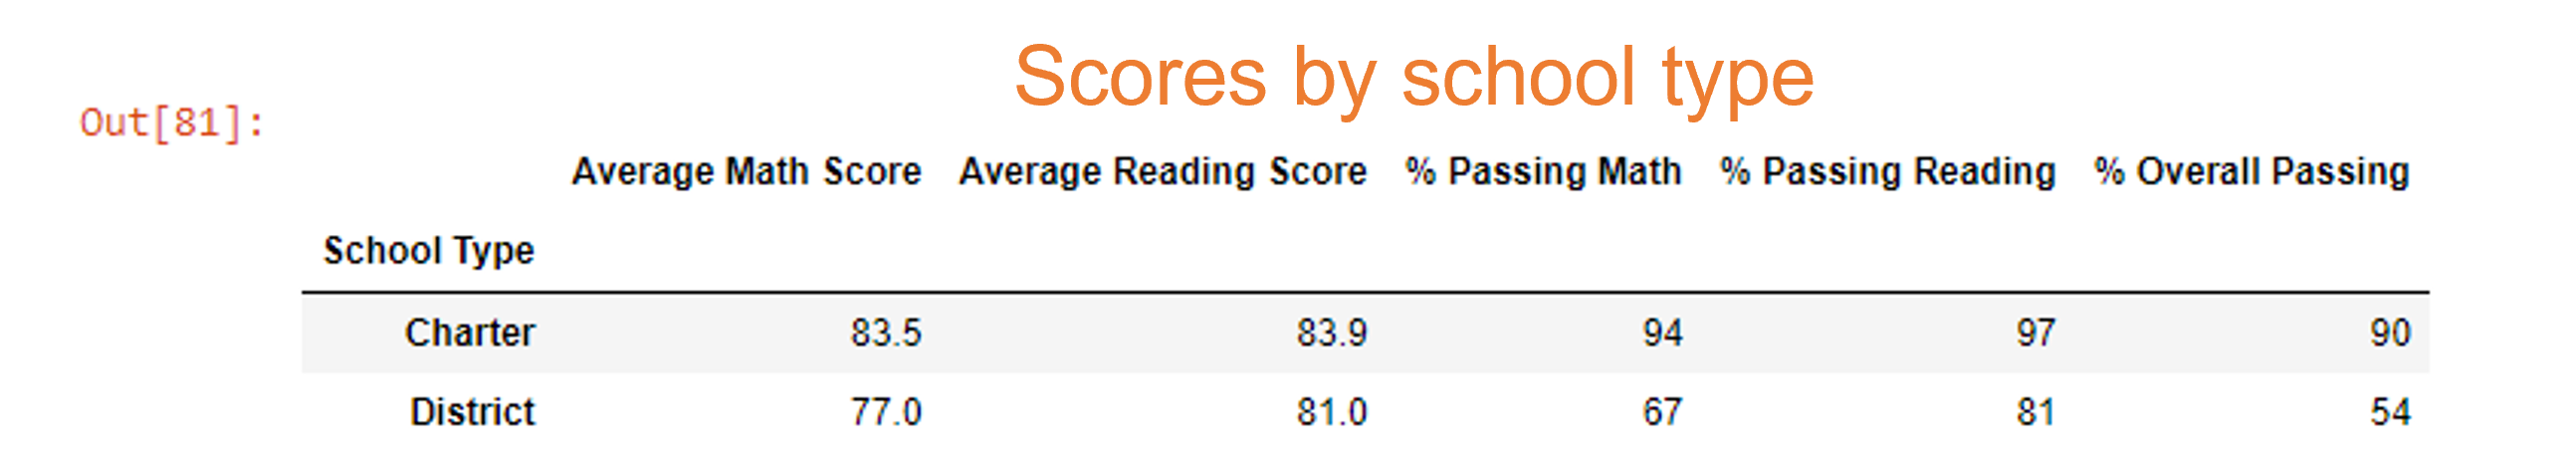 Scores by school type
Out[81]:
Average Math Score Average Reading Score % Passing Math % Passing Reading % Overall Passing
School Type
Charter 83.5 83.9 94 97 90
District 77.0 81.0 67 81 54